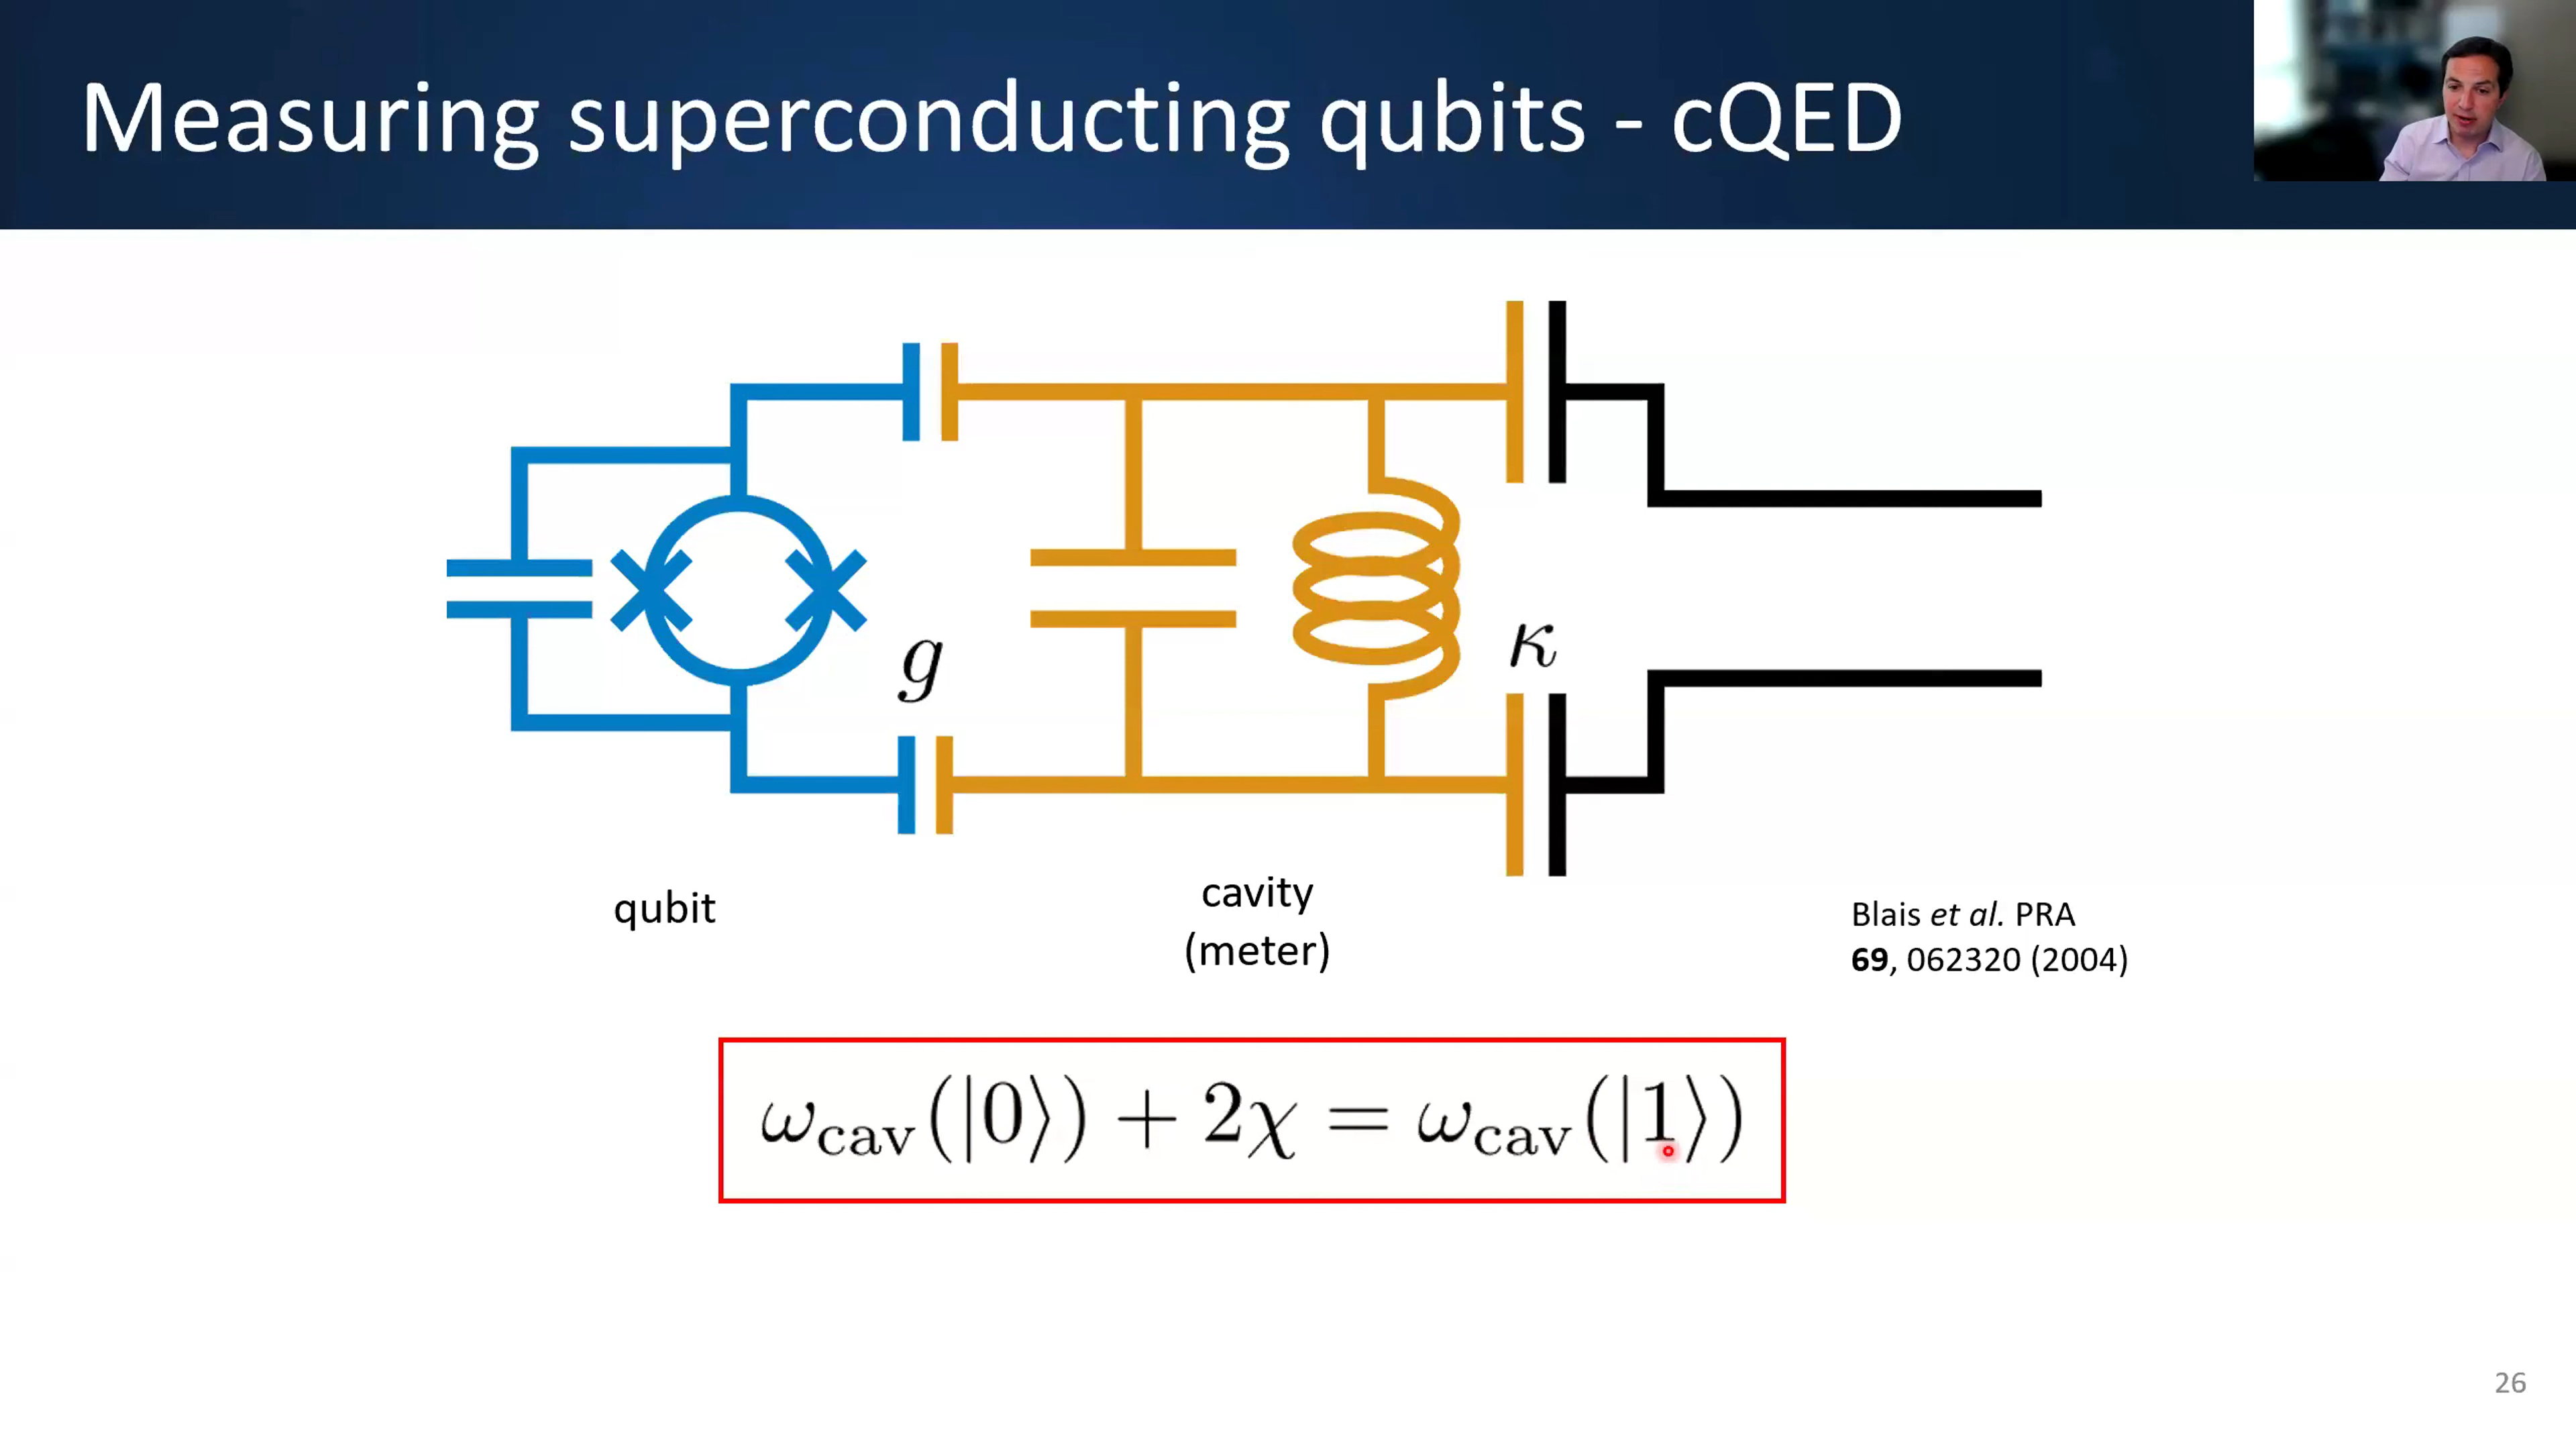 Measuring superconducting qubits - cQED
g
κ
qubit
cavity
(meter)
Blais et al. PRA
69, 062320 (2004)
ω_cav(|0⟩) + 2χ = ω_cav(|1⟩)
26